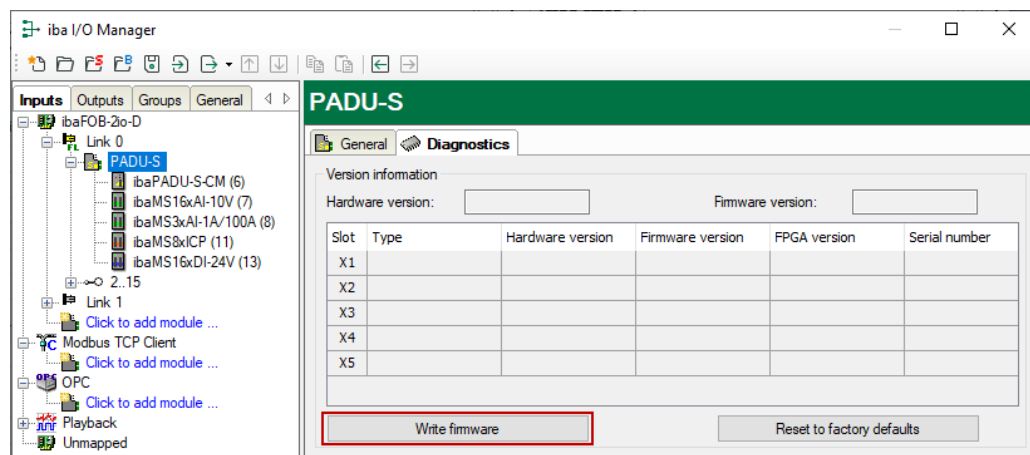 iba I/O Manager
Inputs Outputs Groups General
ibaFOB-2io-D
Link 0
PADU-S
ibaPADU-S-CM (6)
ibaMS16xAI-10V (7)
ibaMS3xAI-1A/100A (8)
ibaMS8xICP (11)
ibaMS16xDI-24V (13)
2..15
Link 1
Click to add module ...
Modbus TCP Client
Click to add module ...
OPC
Click to add module ...
Playback
Unmapped
PADU-S
General Diagnostics
Version information
Hardware version: Firmware version:
Slot Type Hardware version Firmware version FPGA version Serial number
X1
X2
X3
X4
X5
Write firmware Reset to factory defaults